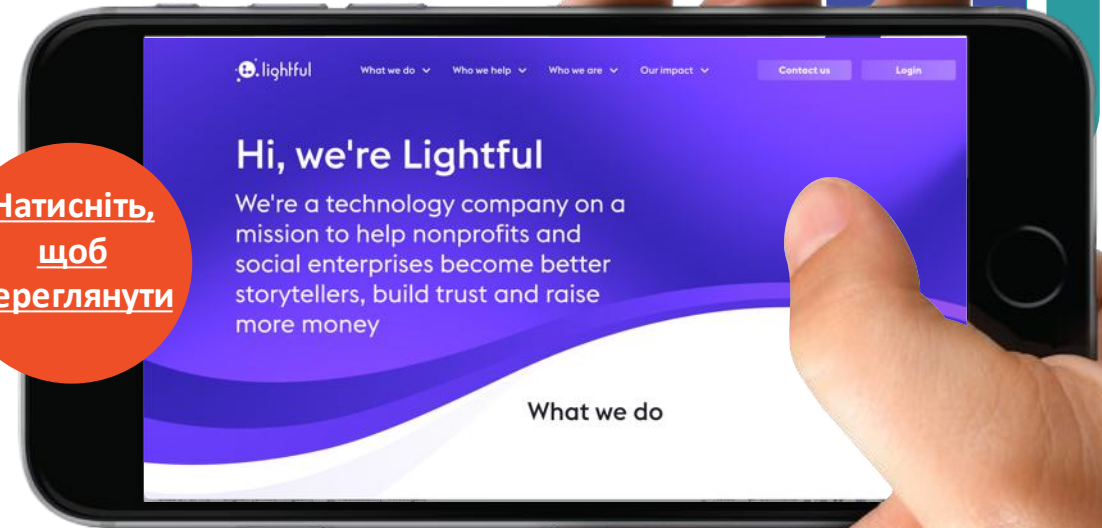 lightful
What we do
Who we help
Who we are
Our impact
Contact us
Login
Hi, we're Lightful
We're a technology company on a
mission to help nonprofits and
social enterprises become better
storytellers, build trust and raise
more money
What we do
Натисніть,
щоб
ереглянути